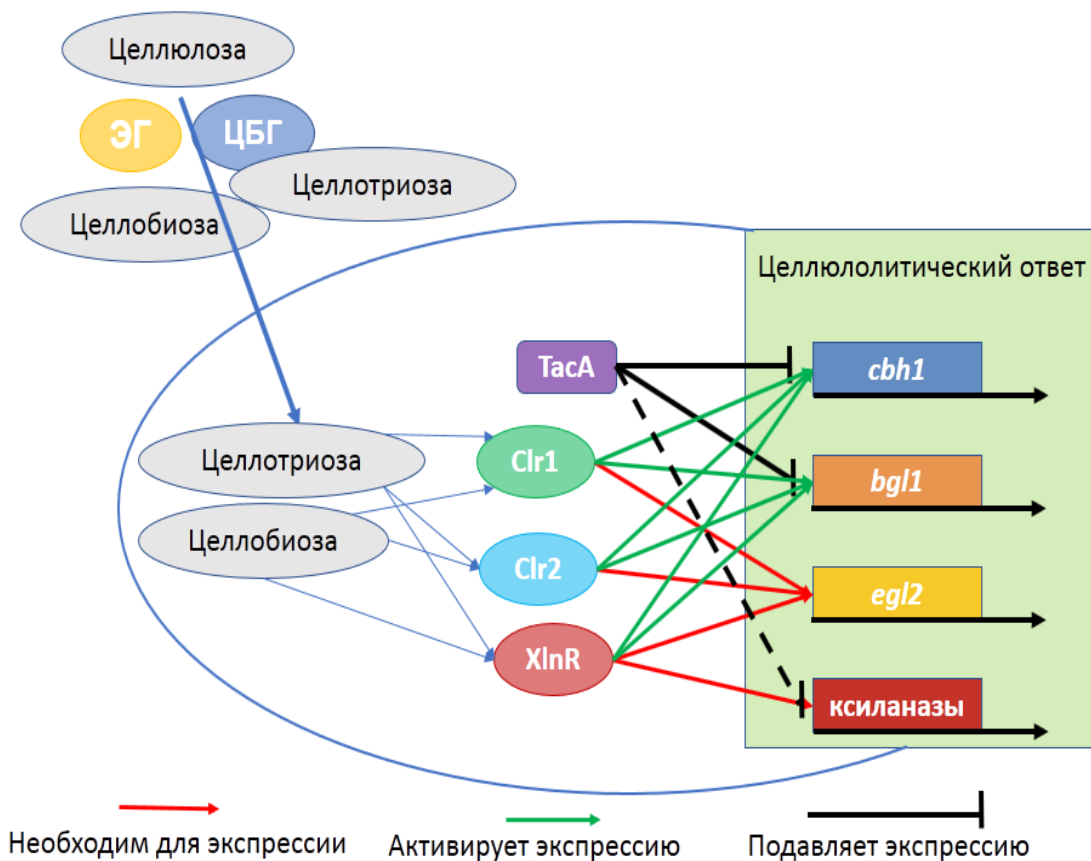 Целлюлоза
ЭГ
ЦБГ
Целлотриоза
Целлобиоза
Целлюлолитический ответ
TacA
cbh1
Целлотриоза
Clr1
bgl1
Целлобиоза
Clr2
egl2
XlnR
ксиланазы
Необходим для экспрессии
Активирует экспрессию
Подавляет экспрессию